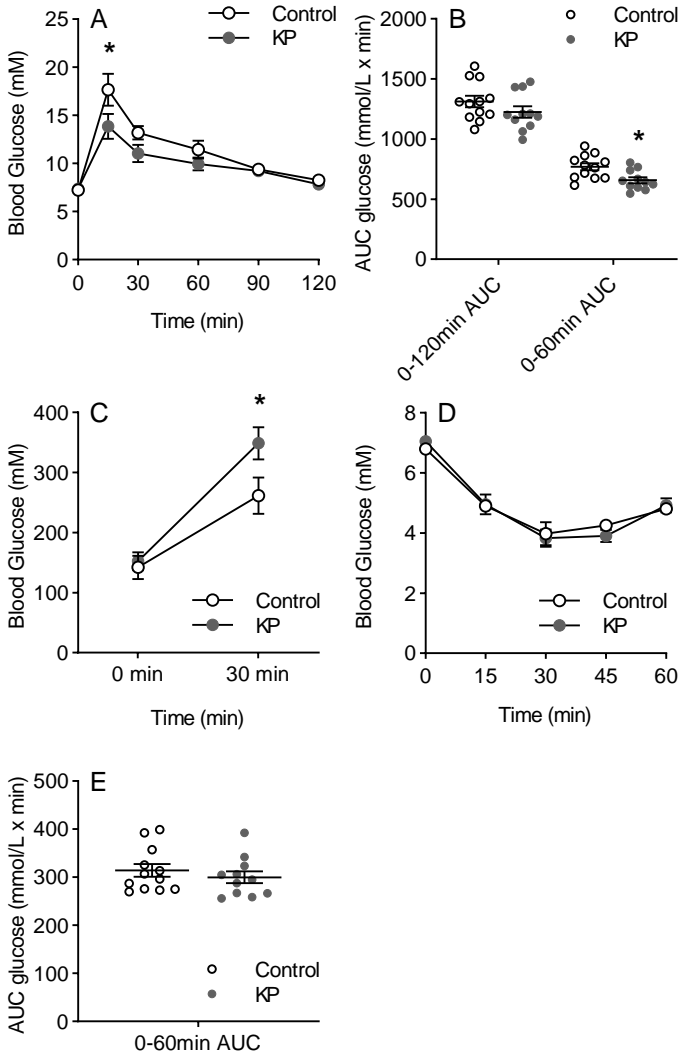 A
Control
KP
*
Blood Glucose (mM)
25
20
15
10
5
0
0 30 60 90 120
Time (min)
B
Control
KP
*
AUC glucose (mmol/L x min)
2000
1500
1000
500
0
0-120min AUC
0-60min AUC
C
*
Blood Glucose (mM)
400
300
200
100
0
Control
KP
0 min 30 min
Time (min)
D
Blood Glucose (mM)
8
6
4
2
0
Control
KP
0 15 30 45 60
Time (min)
E
AUC glucose (mmol/L x min)
500
400
300
200
100
0
Control
KP
0-60min AUC